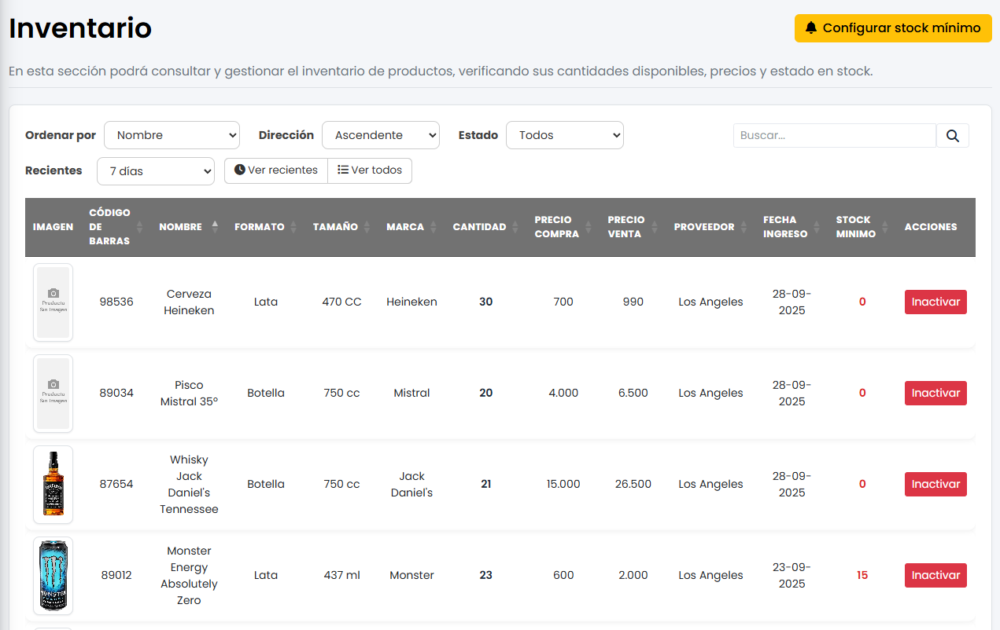 Inventario
Configurar stock mínimo
En esta sección podrá consultar y gestionar el inventario de productos, verificando sus cantidades disponibles, precios y estado en stock.
Ordenar por Nombre Dirección Ascendente Estado Todos Buscar...
Recientes 7 días Ver recientes Ver todos
IMAGEN CÓDIGO DE BARRAS NOMBRE FORMATO TAMAÑO MARCA CANTIDAD PRECIO COMPRA PRECIO VENTA PROVEEDOR FECHA INGRESO STOCK MINIMO ACCIONES
Producto
Sin Imagen
98536 Cerveza Heineken Lata 470 CC Heineken 30 700 990 Los Angeles 28-09-2025 0 Inactivar
Producto
Sin Imagen
89034 Pisco Mistral 35º Botella 750 cc Mistral 20 4.000 6.500 Los Angeles 28-09-2025 0 Inactivar
87654 Whisky Jack Daniel's Tennessee Botella 750 cc Jack Daniel's 21 15.000 26.500 Los Angeles 28-09-2025 0 Inactivar
MONSTER
89012 Monster Energy Absolutely Zero Lata 437 ml Monster 23 600 2.000 Los Angeles 23-09-2025 15 Inactivar